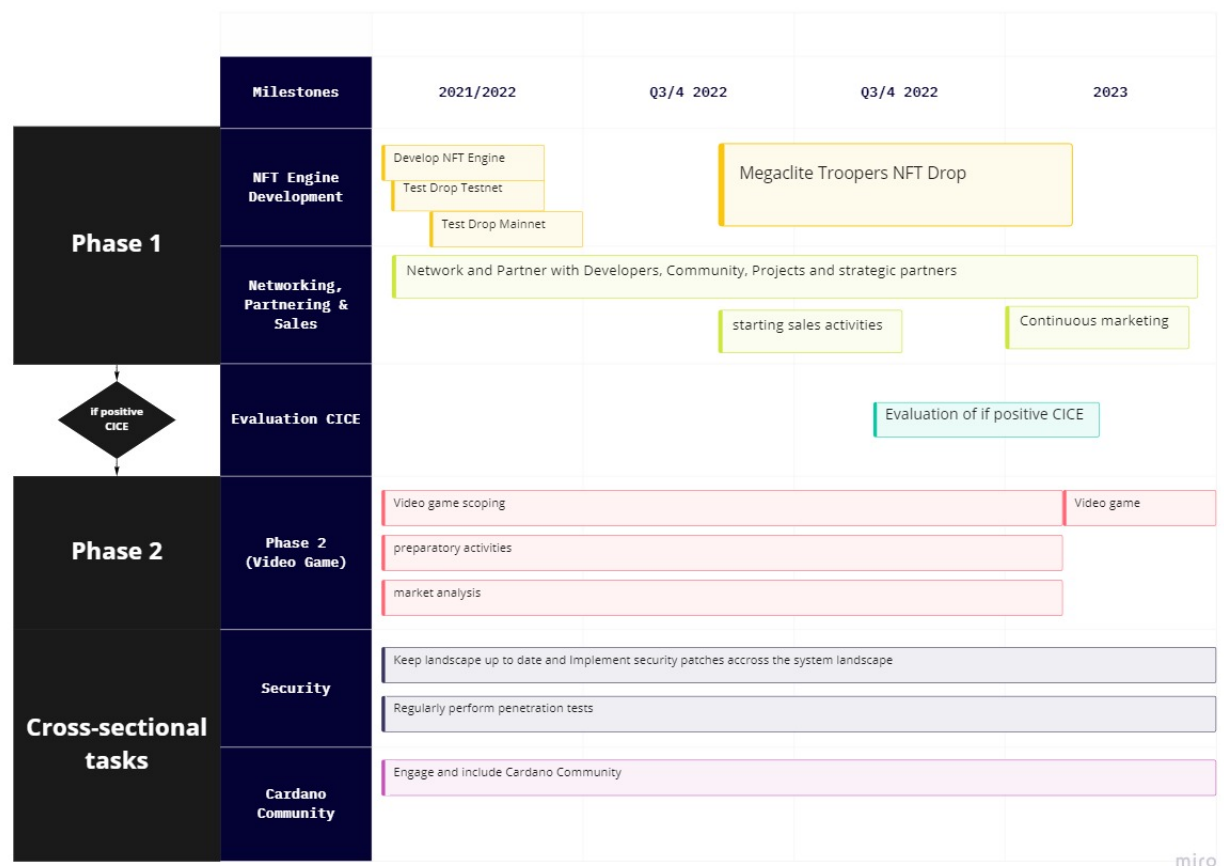 Milestones
2021/2022
Q3/4 2022
Q3/4 2022
2023
Phase 1
NFT Engine
Development
Develop NFT Engine
Test Drop Testnet
Test Drop Mainnet
Megaclite Troopers NFT Drop
Networking,
Partnering &
Sales
Network and Partner with Developers, Community, Projects and strategic partners
starting sales activities
Continuous marketing
if positive
CICE
Evaluation CICE
Evaluation of if positive CICE
Phase 2
Phase 2
(Video Game)
Video game scoping
Video game
preparatory activities
market analysis
Cross-sectional
tasks
Security
Keep landscape up to date and Implement security patches accross the system landscape
Regularly perform penetration tests
Cardano
Community
Engage and include Cardano Community
miro